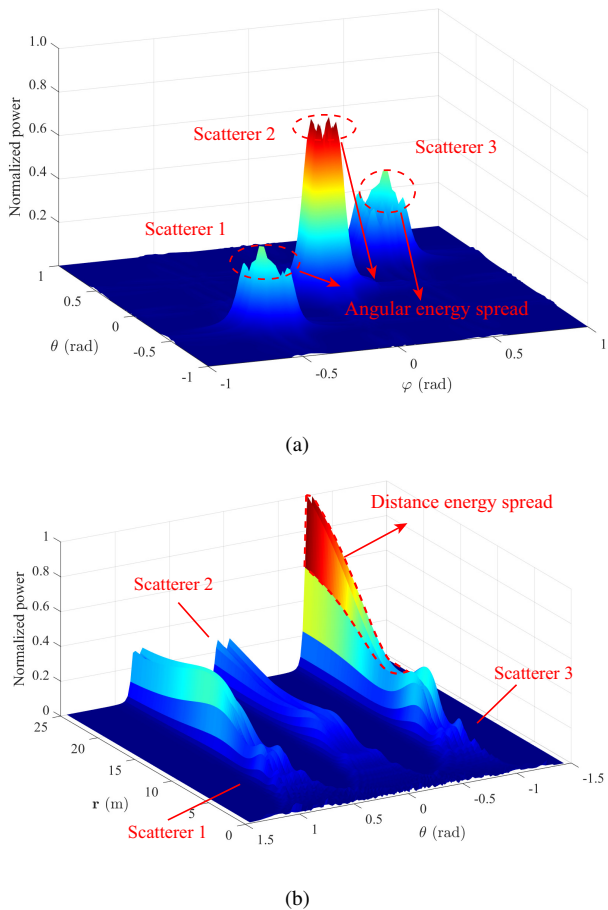 1.0
0.8
0.6
0.4
0.2
Normalized power
Scatterer 2
Scatterer 3
Scatterer 1
Angular energy spread
1
0.5
0
-0.5
-1
θ (rad)
-1
-0.5
0
0.5
1
φ (rad)
(a)
Distance energy spread
1
0.8
0.6
0.4
0.2
0
Normalized power
Scatterer 2
Scatterer 3
Scatterer 1
25
20
15
10
5
0
r (m)
1.5
1
0.5
0
-0.5
-1
-1.5
θ (rad)
(b)